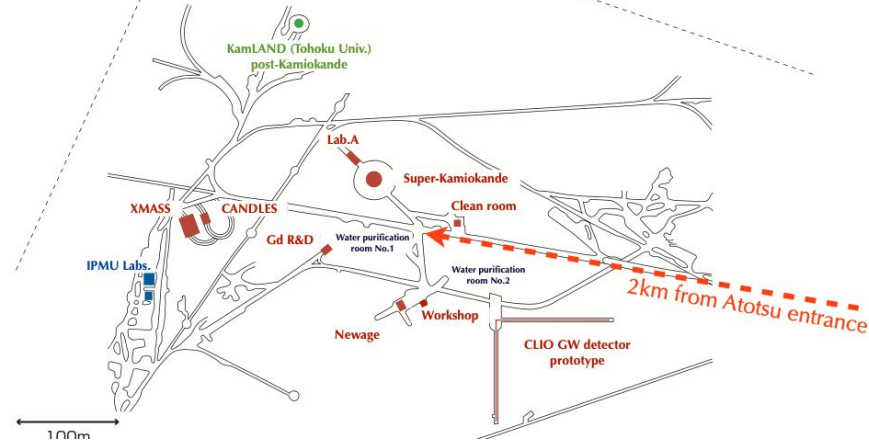 KamLAND (Tohoku Univ.)
post-Kamiokande
Lab.A
Super-Kamiokande
XMASS
CANDLES
Clean room
Gd R&D
Water purification
room No.1
IPMU Labs.
Water purification
room No.2
2km from Atotsu entrance
Newage
Workshop
CLIO GW detector
prototype
100m